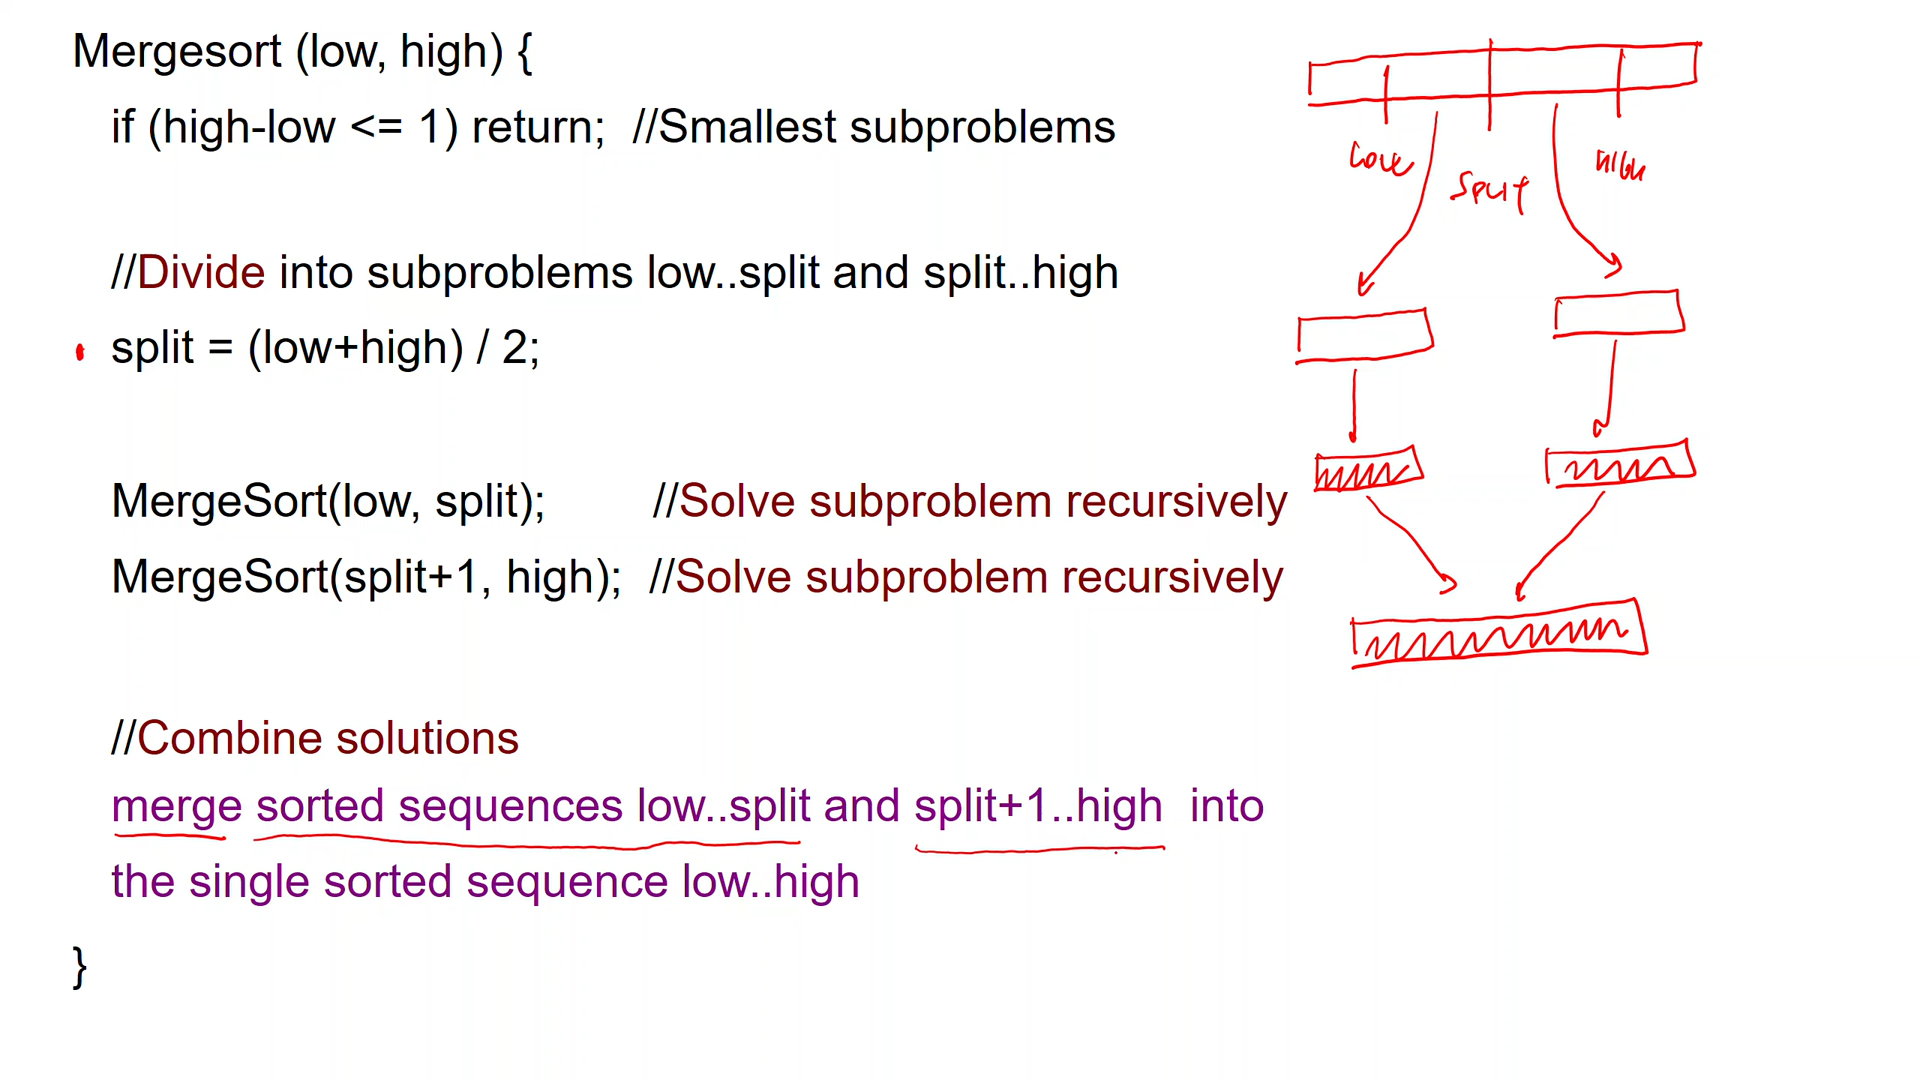 Mergesort (low, high) {
if (high-low <= 1) return; //Smallest subproblems
//Divide into subproblems low..split and split..high
split = (low+high) / 2;
MergeSort(low, split); //Solve subproblem recursively
MergeSort(split+1, high); //Solve subproblem recursively
//Combine solutions
merge sorted sequences low..split and split+1..high into
the single sorted sequence low..high
}
Low
Split
High